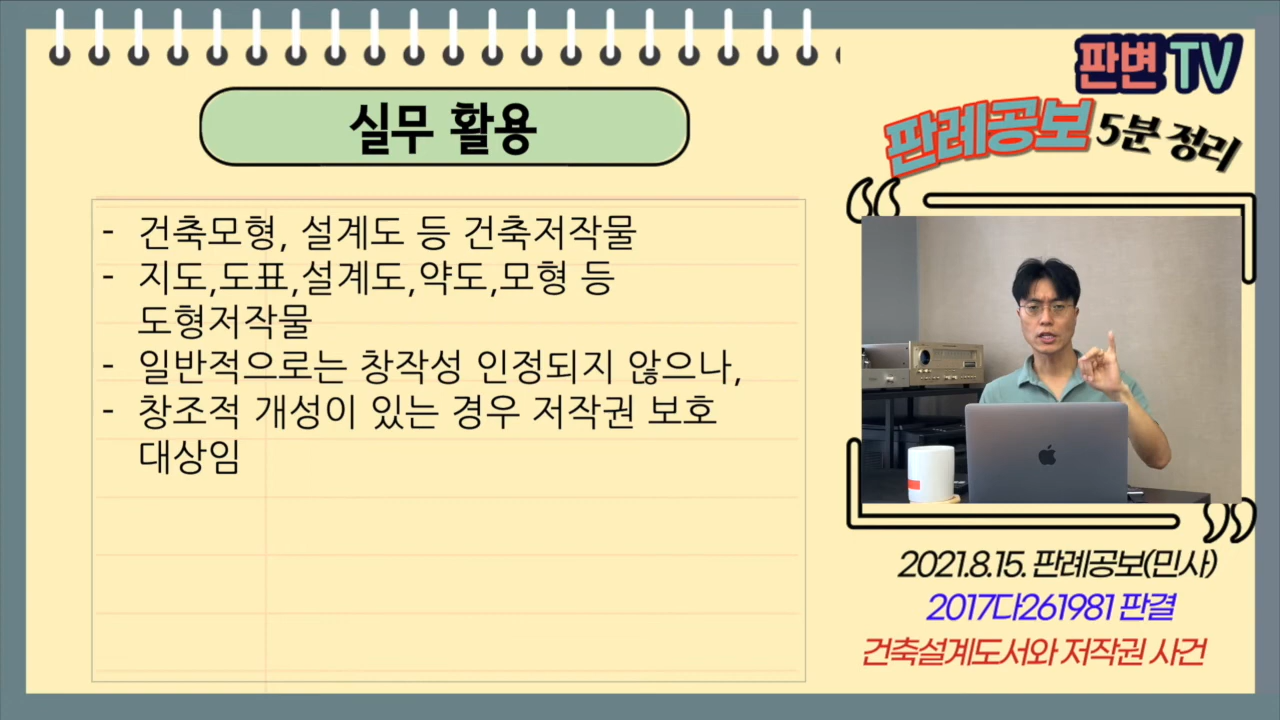 판변 TV
판례공보 5분 정리
실무 활용
- 건축모형, 설계도 등 건축저작물
- 지도,도표,설계도,약도,모형 등
도형저작물
- 일반적으로는 창작성 인정되지 않으나,
- 창조적 개성이 있는 경우 저작권 보호
대상임
2021.8.15. 판례공보(민사)
2017다261981 판결
건축설계도서와 저작권 사건